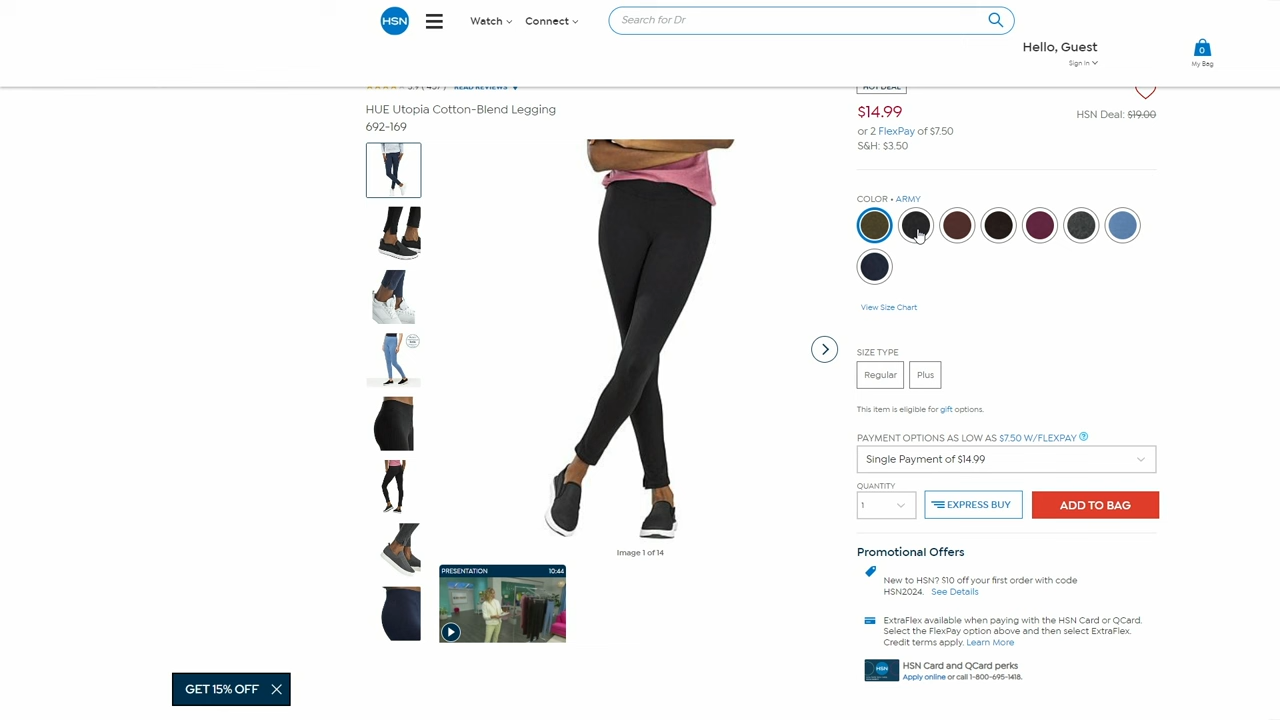 HSN
Watch
Connect
Search for Dr
Hello, Guest
Sign In
0
My Bag
READ REVIEWS
HUE Utopia Cotton-Blend Legging
692-169
HOT DEAL
$14.99
HSN Deal: $19.00
or 2 FlexPay of $7.50
S&H: $3.50
COLOR • ARMY
View Size Chart
SIZE TYPE
Regular
Plus
This item is eligible for gift options.
PAYMENT OPTIONS AS LOW AS $7.50 W/FLEXPAY
Single Payment of $14.99
QUANTITY
1
EXPRESS BUY
ADD TO BAG
Image 1 of 14
PRESENTATION 10:44
Promotional Offers
New to HSN? $10 off your first order with code
HSN2024. See Details
ExtraFlex available when paying with the HSN Card or QCard.
Select the FlexPay option above and then select ExtraFlex.
Credit terms apply. Learn More
HSN
HSN Card and QCard perks
Apply online or call 1-800-695-1418.
GET 15% OFF